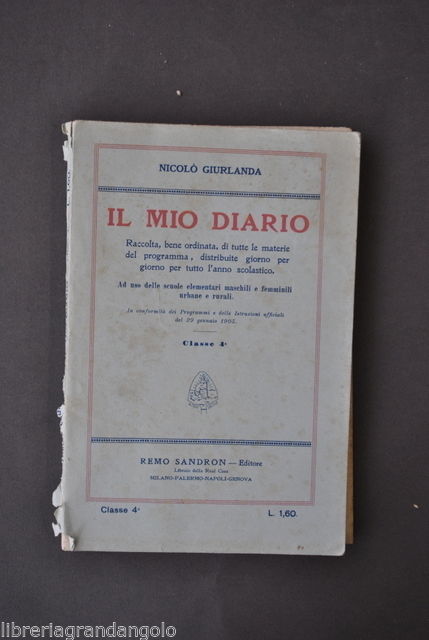 NICOLÒ GIURLANDA
IL MIO DIARIO
Raccolta, bene ordinata, di tutte le materie
del programma, distribuite giorno per
giorno per tutto l'anno scolastico.
Ad uso delle scuole elementari maschili e femminili
urbane e rurali.
In conformità dei Programmi e delle Istruzioni ufficiali
del 29 gennaio 1905.
Classe 4ª
REMO SANDRON — Editore
Libraio della Real Casa
MILANO-PALERMO-NAPOLI-GENOVA
Classe 4ª
L. 1,60.
L. 1,60
libreriagrandangolo